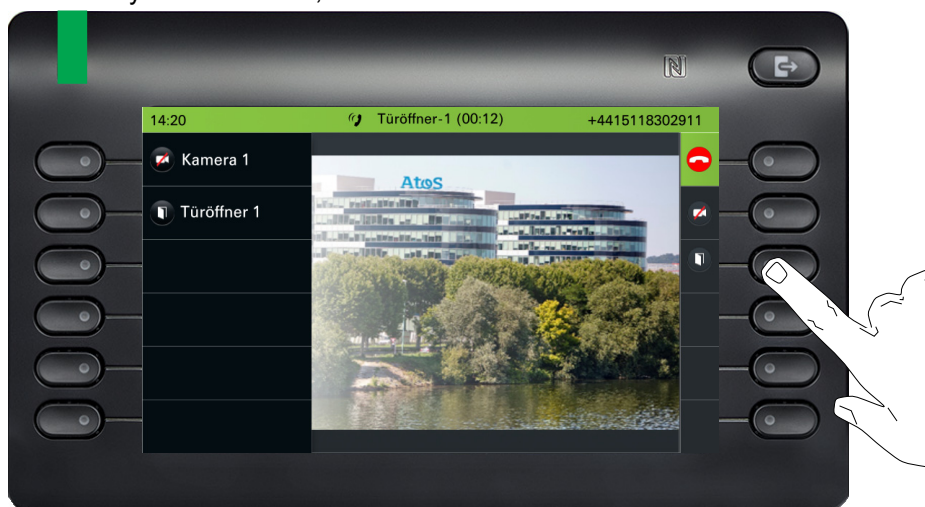 14:20
Türöffner-1 (00:12)
+4415118302911
Kamera 1
AtoS
Türöffner 1